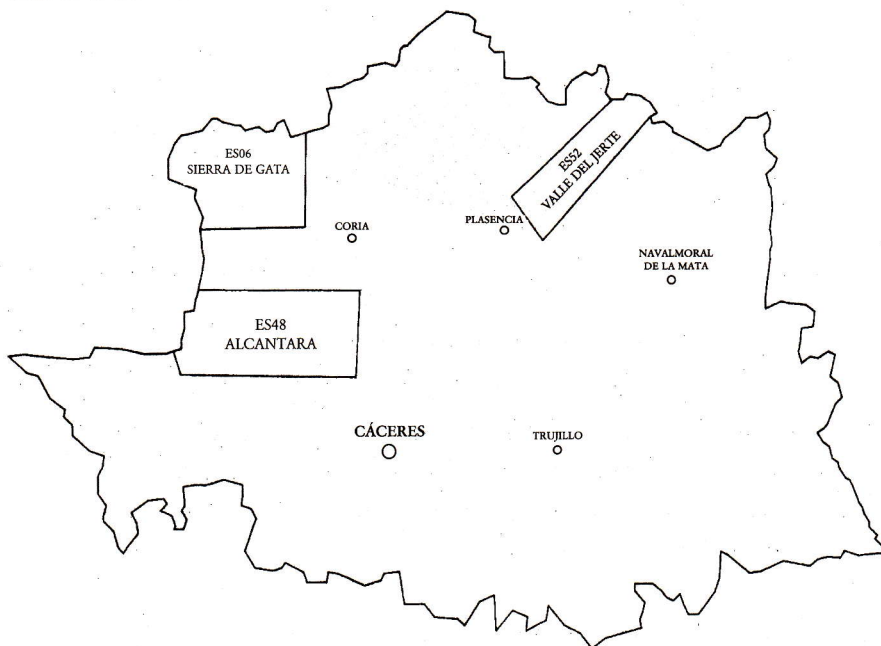 ES06
SIERRA DE GATA
ES52
VALLE DEL JERTE
CORIA
PLASENCIA
NAVALMORAL
DE LA MATA
ES48
ALCANTARA
CÁCERES
TRUJILLO